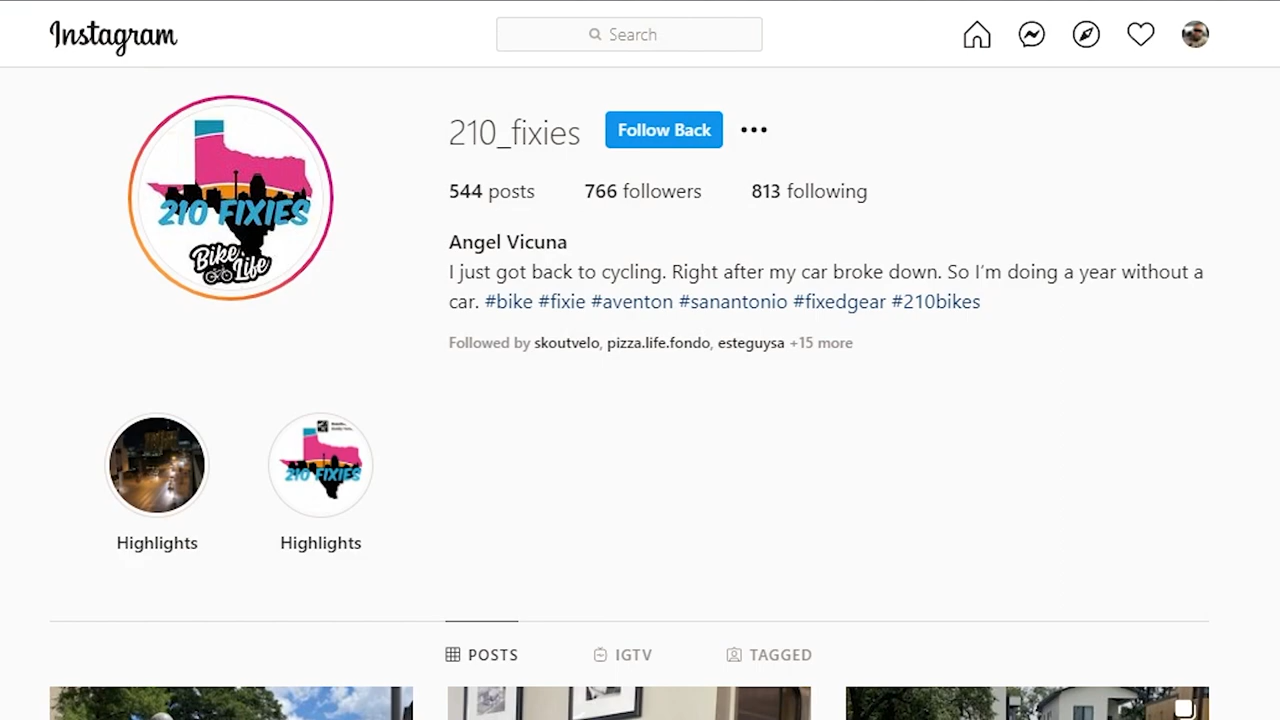 Instagram
Search
210_fixies
Follow Back
544 posts
766 followers
813 following
210 FIXIES
Bike Life
Angel Vicuna
I just got back to cycling. Right after my car broke down. So I'm doing a year without a
car. #bike #fixie #aventon #sanantonio #fixedgear #210bikes
Followed by skoutvelo, pizza.life.fondo, esteguysa +15 more
210 FIXIES
Highlights
Highlights
POSTS
IGTV
TAGGED